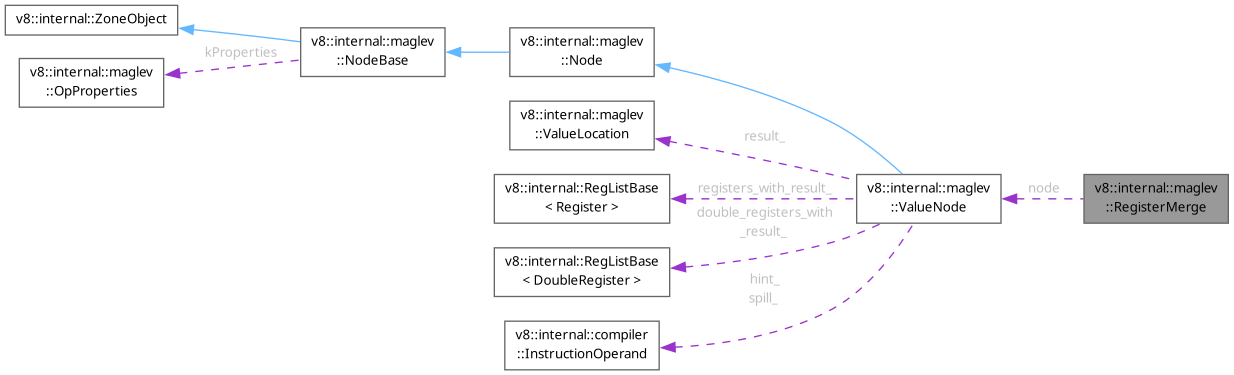 v8::internal::ZoneObject
kProperties
v8::internal::maglev
::OpProperties
v8::internal::maglev
::NodeBase
v8::internal::maglev
::Node
v8::internal::maglev
::ValueLocation
result_
v8::internal::RegListBase
< Register >
registers_with_result_
double_registers_with
_result_
v8::internal::RegListBase
< DoubleRegister >
hint_
spill_
v8::internal::compiler
::InstructionOperand
v8::internal::maglev
::ValueNode
node
v8::internal::maglev
::RegisterMerge